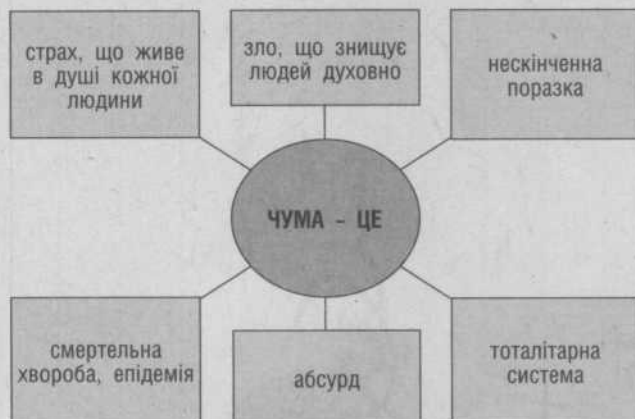 страх, що живе
в душі кожної
людини
зло, що знищує
людей духовно
нескінченна
поразка
ЧУМА - ЦЕ
смертельна
хвороба, епідемія
абсурд
тоталітарна
система